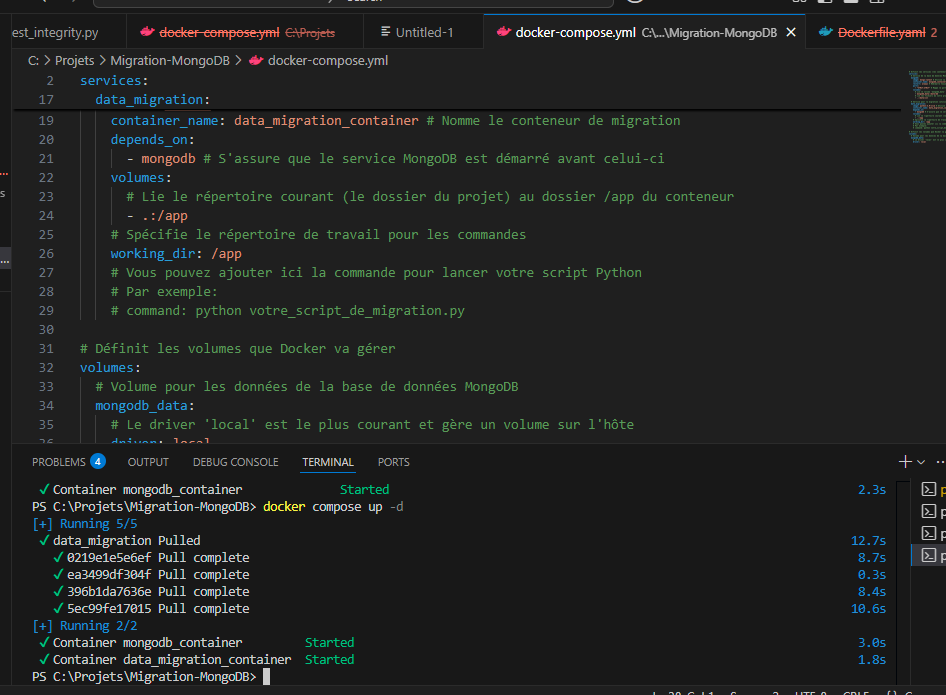 est_integrity.py docker-compose.yml C:\Projets Untitled-1 docker-compose.yml C:\...\Migration-MongoDB Dockerfile.yaml 2
C: > Projets > Migration-MongoDB > docker-compose.yml
2 services:
17 data_migration:
19 container_name: data_migration_container # Nomme le conteneur de migration
20 depends_on:
21 - mongodb # S'assure que le service MongoDB est démarré avant celui-ci
22 volumes:
23 # Lie le répertoire courant (le dossier du projet) au dossier /app du conteneur
24 - .:/app
25 # Spécifie le répertoire de travail pour les commandes
26 working_dir: /app
27 # Vous pouvez ajouter ici la commande pour lancer votre script Python
28 # Par exemple:
29 # command: python votre_script_de_migration.py
30
31 # Définit les volumes que Docker va gérer
32 volumes:
33 # Volume pour les données de la base de données MongoDB
34 mongodb_data:
35 # Le driver 'local' est le plus courant et gère un volume sur l'hôte
36 driver: local
PROBLEMS 4 OUTPUT DEBUG CONSOLE TERMINAL PORTS
✓ Container mongodb_container Started 2.3s
PS C:\Projets\Migration-MongoDB> docker compose up -d
[+] Running 5/5
✓ data_migration Pulled 12.7s
✓ 0219e1e5e6ef Pull complete 8.7s
✓ ea3499df304f Pull complete 0.3s
✓ 396b1da7636e Pull complete 8.4s
✓ 5ec99fe17015 Pull complete 10.6s
[+] Running 2/2
✓ Container mongodb_container Started 3.0s
✓ Container data_migration_container Started 1.8s
PS C:\Projets\Migration-MongoDB>